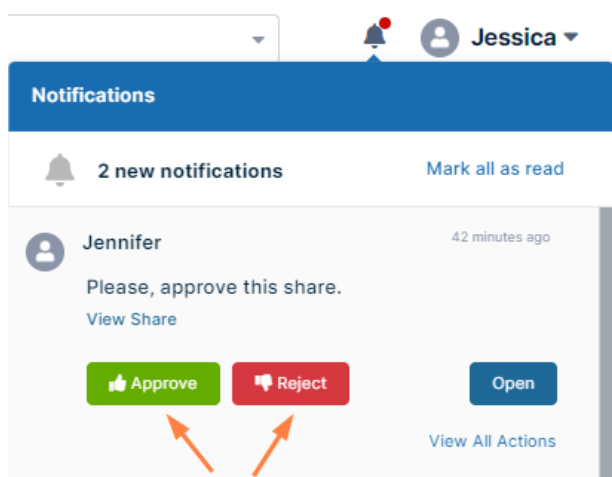 Jessica
Notifications
2 new notifications Mark all as read
Jennifer 42 minutes ago
Please, approve this share.
View Share
Approve Reject Open
View All Actions